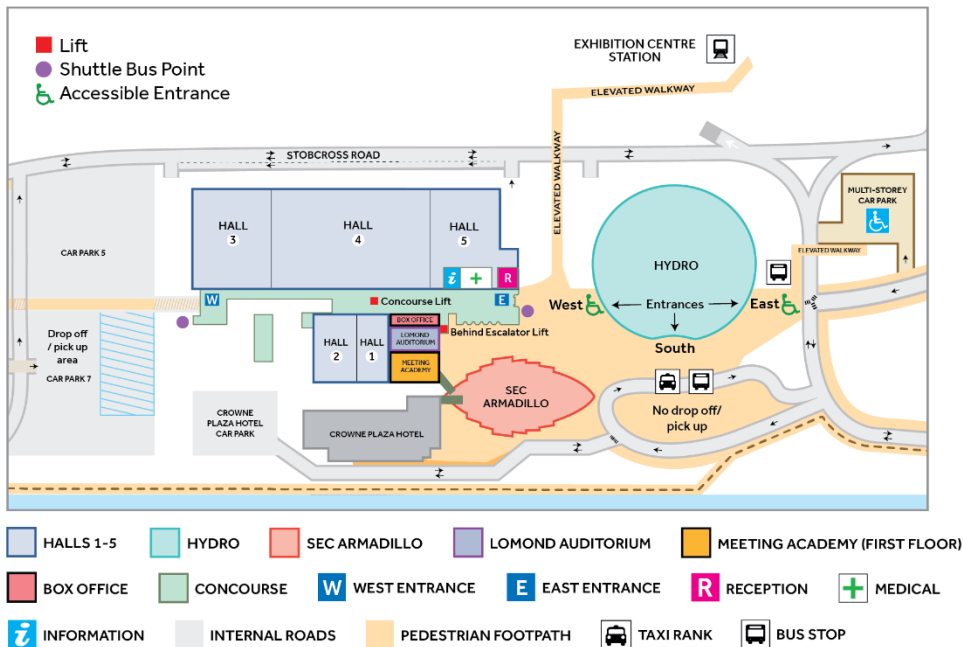 Lift
Shuttle Bus Point
Accessible Entrance
EXHIBITION CENTRE
STATION
ELEVATED WALKWAY
STOBCROSS ROAD
ELEVATED WALKWAY
MULTI-STOREY
CAR PARK
HALL
3
HALL
4
HALL
5
CAR PARK 5
HYDRO
ELEVATED WALKWAY
i
R
W
E
Concourse Lift
West
Entrances
East
BOX OFFICE
Behind Escalator Lift
Drop off
/ pick up
area
HALL
2
HALL
1
LOMOND
AUDITORIUM
South
MEETING
ACADEMY
CAR PARK 7
SEC
ARMADILLO
No drop off/
pick up
CROWNE
PLAZA HOTEL
CAR PARK
CROWNE PLAZA HOTEL
HALLS 1-5
HYDRO
SEC ARMADILLO
LOMOND AUDITORIUM
MEETING ACADEMY (FIRST FLOOR)
BOX OFFICE
CONCOURSE
W WEST ENTRANCE
E EAST ENTRANCE
R RECEPTION
MEDICAL
i INFORMATION
INTERNAL ROADS
PEDESTRIAN FOOTPATH
TAXI RANK
BUS STOP